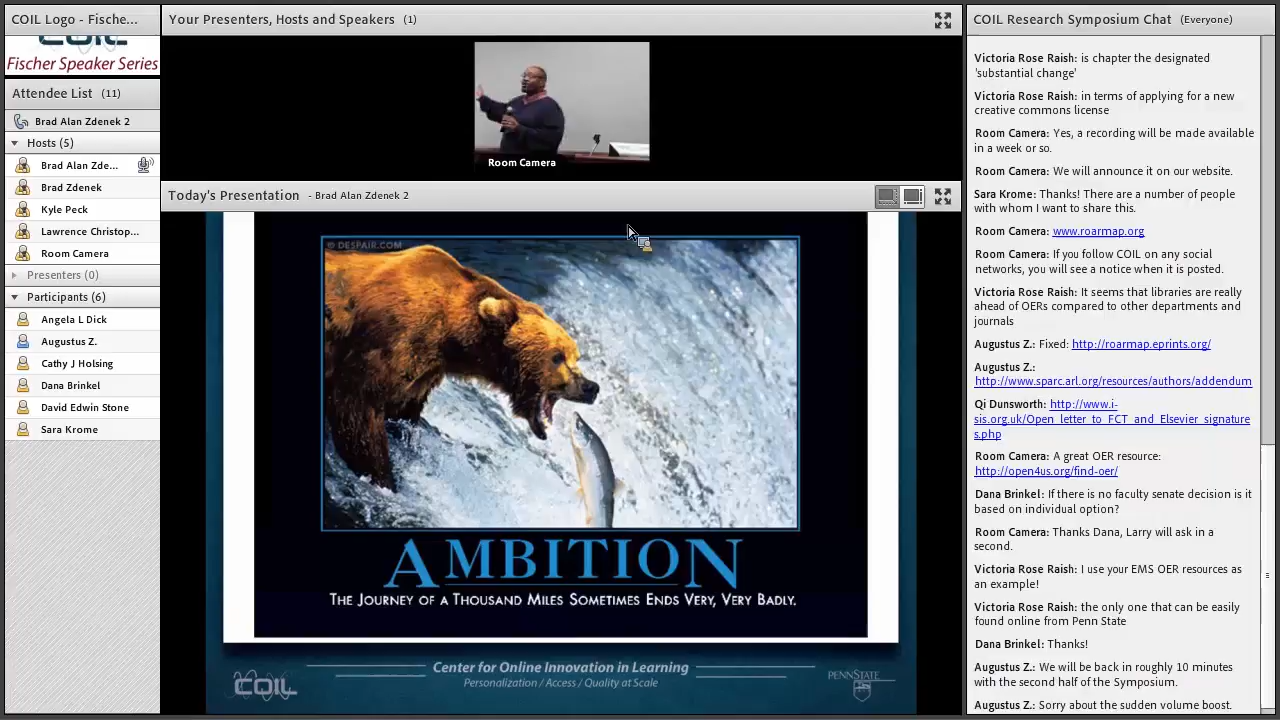 COIL Logo - Fische...
COIL
Fischer Speaker Series
Attendee List (11)
Brad Alan Zdenek 2
Hosts (5)
Brad Alan Zde...
Brad Zdenek
Kyle Peck
Lawrence Christop...
Room Camera
Presenters (0)
Participants (6)
Angela L Dick
Augustus Z.
Cathy J Holsing
Dana Brinkel
David Edwin Stone
Sara Krome
Your Presenters, Hosts and Speakers (1)
Room Camera
Today's Presentation - Brad Alan Zdenek 2
© DESPAIR.COM
AMBITION
THE JOURNEY OF A THOUSAND MILES SOMETIMES ENDS VERY, VERY BADLY.
COIL
Center for Online Innovation in Learning
Personalization / Access / Quality at Scale
PENNSTATE
COIL Research Symposium Chat (Everyone)
Victoria Rose Raish: is chapter the designated
'substantial change'
Victoria Rose Raish: in terms of applying for a new
creative commons license
Room Camera: Yes, a recording will be made available
in a week or so.
Room Camera: We will announce it on our website.
Sara Krome: Thanks! There are a number of people
with whom I want to share this.
Room Camera: www.roarmap.org
Room Camera: If you follow COIL on any social
networks, you will see a notice when it is posted.
Victoria Rose Raish: It seems that libraries are really
ahead of OERs compared to other departments and
journals
Augustus Z.: Fixed: http://roarmap.eprints.org/
Augustus Z.:
http://www.sparc.arl.org/resources/authors/addendum
Qi Dunsworth: http://www.i-
sis.org.uk/Open_letter_to_FCT_and_Elsevier_signature
s.php
Room Camera: A great OER resource:
http://open4us.org/find-oer/
Dana Brinkel: If there is no faculty senate decision is it
based on individual option?
Room Camera: Thanks Dana, Larry will ask in a
second.
Victoria Rose Raish: I use your EMS OER resources as
an example!
Victoria Rose Raish: the only one that can be easily
found online from Penn State
Dana Brinkel: Thanks!
Augustus Z.: We will be back in roughly 10 minutes
with the second half of the Symposium.
Augustus Z.: Sorry about the sudden volume boost.